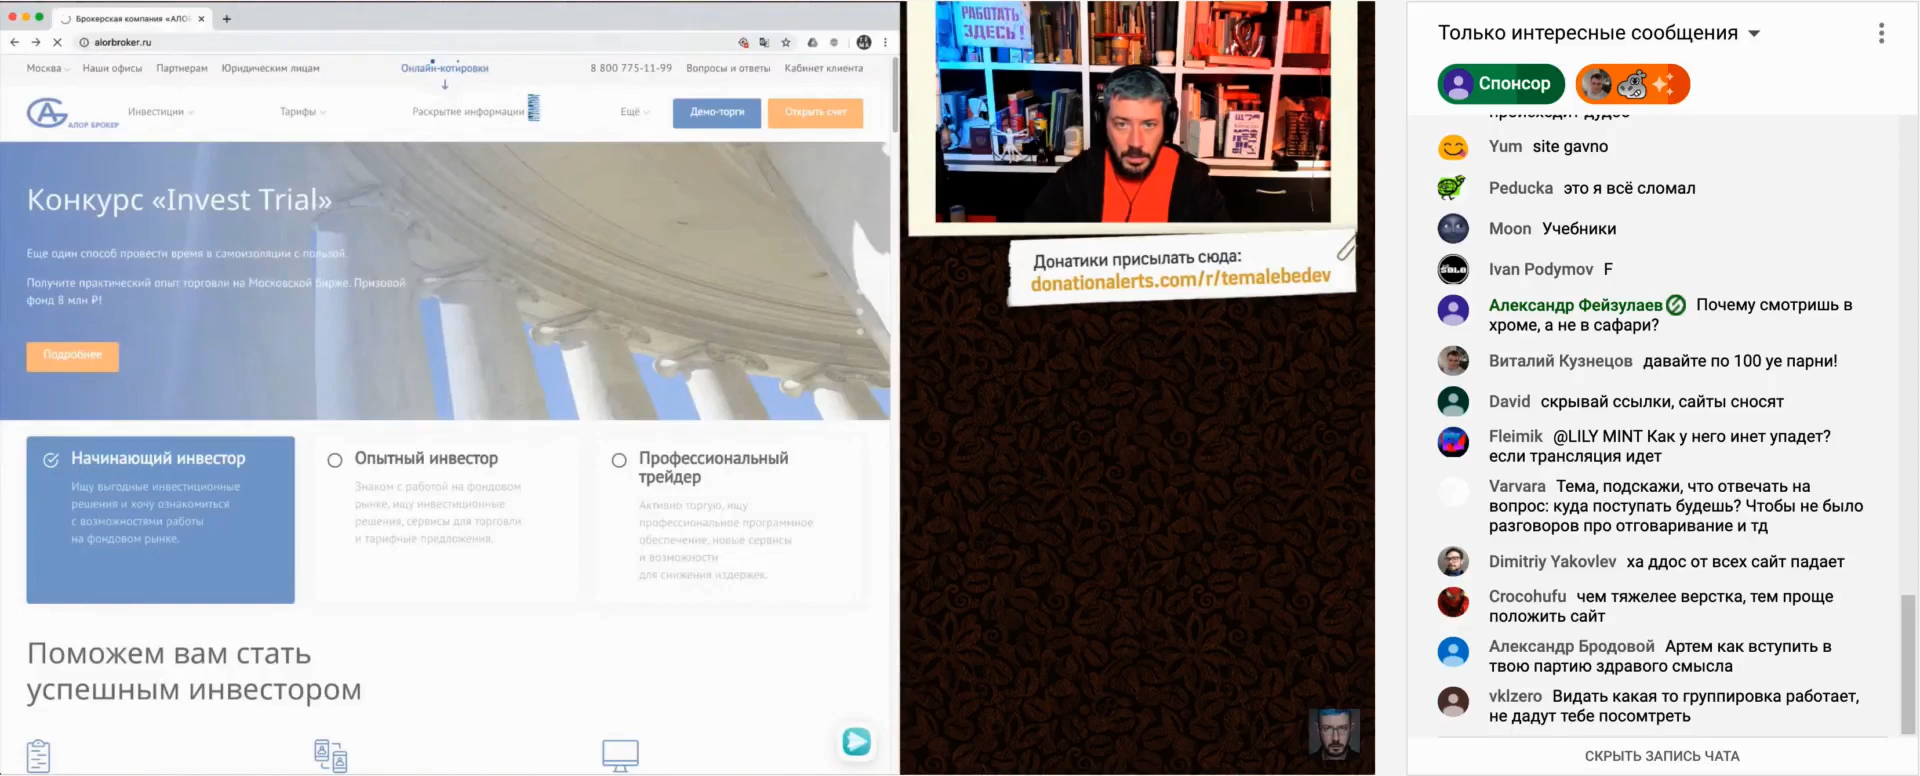 Брокерская компания «АЛОР
alorbroker.ru
Москва
Наши офисы
Партнерам
Юридическим лицам
Онлайн-котировки
8 800 775-11-99
Вопросы и ответы
Кабинет клиента
АЛОР БРОКЕР
Инвестиции
Тарифы
Раскрытие информации
Ещё
Демо-торги
Открыть счет
Конкурс «Invest Trial»
Еще один способ провести время в самоизоляции с пользой.
Получите практический опыт торговли на Московской бирже. Призовой
фонд 8 млн ₽!
Подробнее
Начинающий инвестор
Ищу выгодные инвестиционные
решения и хочу ознакомиться
с возможностями работы
на фондовом рынке.
Опытный инвестор
Знаком с работой на фондовом
рынке, ищу инвестиционные
решения, сервисы для торговли
и тарифные предложения.
Профессиональный
трейдер
Активно торгую, ищу
профессиональное программное
обеспечение, новые сервисы
и возможности
для снижения издержек.
Поможем вам стать
успешным инвестором
РАБОТАТЬ
ЗДЕСЬ!
Донатики присылать сюда:
donationalerts.com/r/temalebedev
Только интересные сообщения
Спонсор
происходит дудос
Yum site gavno
Peducka это я всё сломал
Moon Учебники
Ivan Podymov F
Александр Фейзулаев Почему смотришь в
хроме, а не в сафари?
Виталий Кузнецов давайте по 100 уе парни!
David скрывай ссылки, сайты сносят
Fleimik @LILY MINT Как у него инет упадет?
если трансляция идет
Varvara Тема, подскажи, что отвечать на
вопрос: куда поступать будешь? Чтобы не было
разговоров про отговаривание и тд
Dimitriy Yakovlev ха ддос от всех сайт падает
Crocohufu чем тяжелее верстка, тем проще
положить сайт
Александр Бродовой Артем как вступить в
твою партию здравого смысла
vklzero Видать какая то группировка работает,
не дадут тебе посомтреть
СКРЫТЬ ЗАПИСЬ ЧАТА